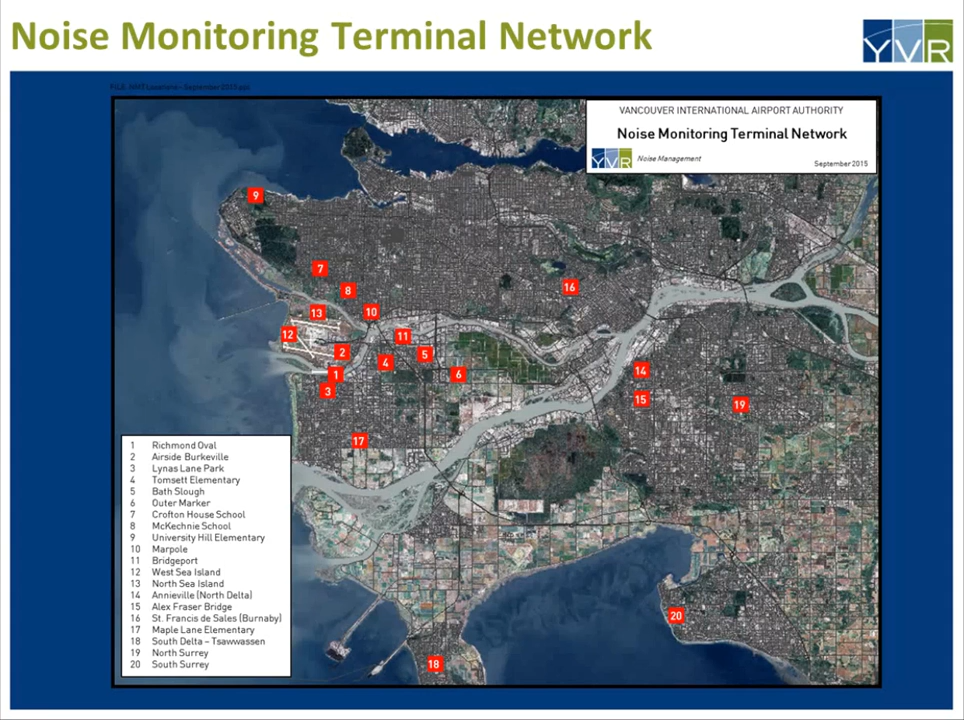 Noise Monitoring Terminal Network
YVR
VANCOUVER INTERNATIONAL AIRPORT AUTHORITY
Noise Monitoring Terminal Network
YVR
Noise Management
September 2015
9
7
16
8
13
10
12
11
2
5
4
14
1
6
3
15
19
17
1 Richmond Oval
2 Airside Burkeville
3 Lynas Lane Park
4 Tomsett Elementary
5 Bath Slough
6 Outer Marker
7 Crofton House School
8 McKechnie School
9 University Hill Elementary
10 Marpole
11 Bridgeport
12 West Sea Island
13 North Sea Island
14 Annieville (North Delta)
15 Alex Fraser Bridge
16 St. Francis de Sales (Burnaby)
17 Maple Lane Elementary
18 South Delta – Tsawwassen
19 North Surrey
20 South Surrey
20
18